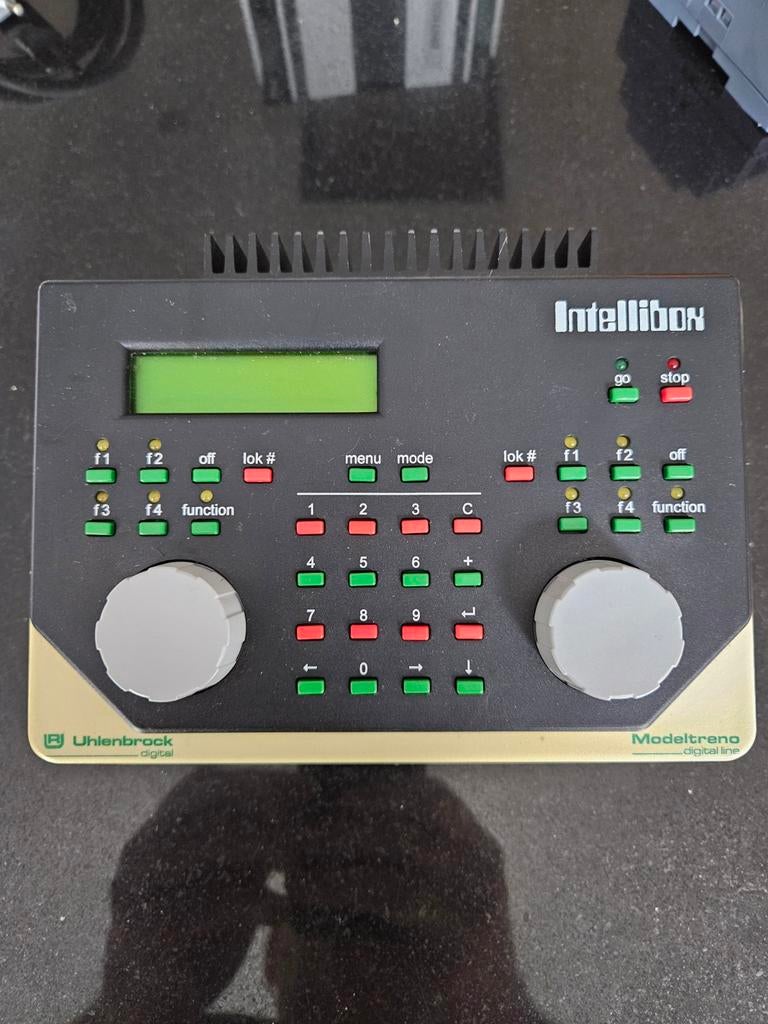 Intellibox
go stop
f1 f2 off lok # menu mode lok # f1 f2 off
f3 f4 function 1 2 3 C f3 f4 function
4 5 6 +
7 8 9 ↵
← 0 → ↓
Uhlenbrock Modeltreno
digital digital line